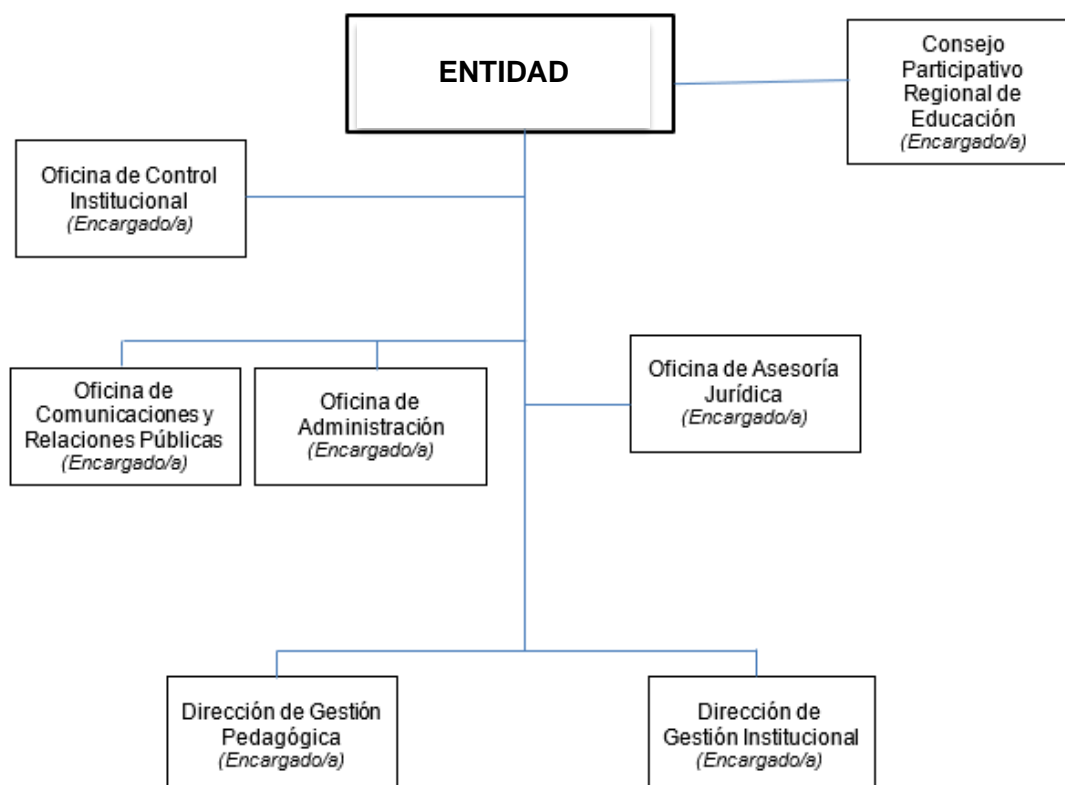 ENTIDAD
Consejo
Participativo
Regional de
Educación
(Encargado/a)
Oficina de Control
Institucional
(Encargado/a)
Oficina de
Comunicaciones y
Relaciones Públicas
(Encargado/a)
Oficina de
Administración
(Encargado/a)
Oficina de Asesoría
Jurídica
(Encargado/a)
Dirección de Gestión
Pedagógica
(Encargado/a)
Dirección de
Gestión Institucional
(Encargado/a)